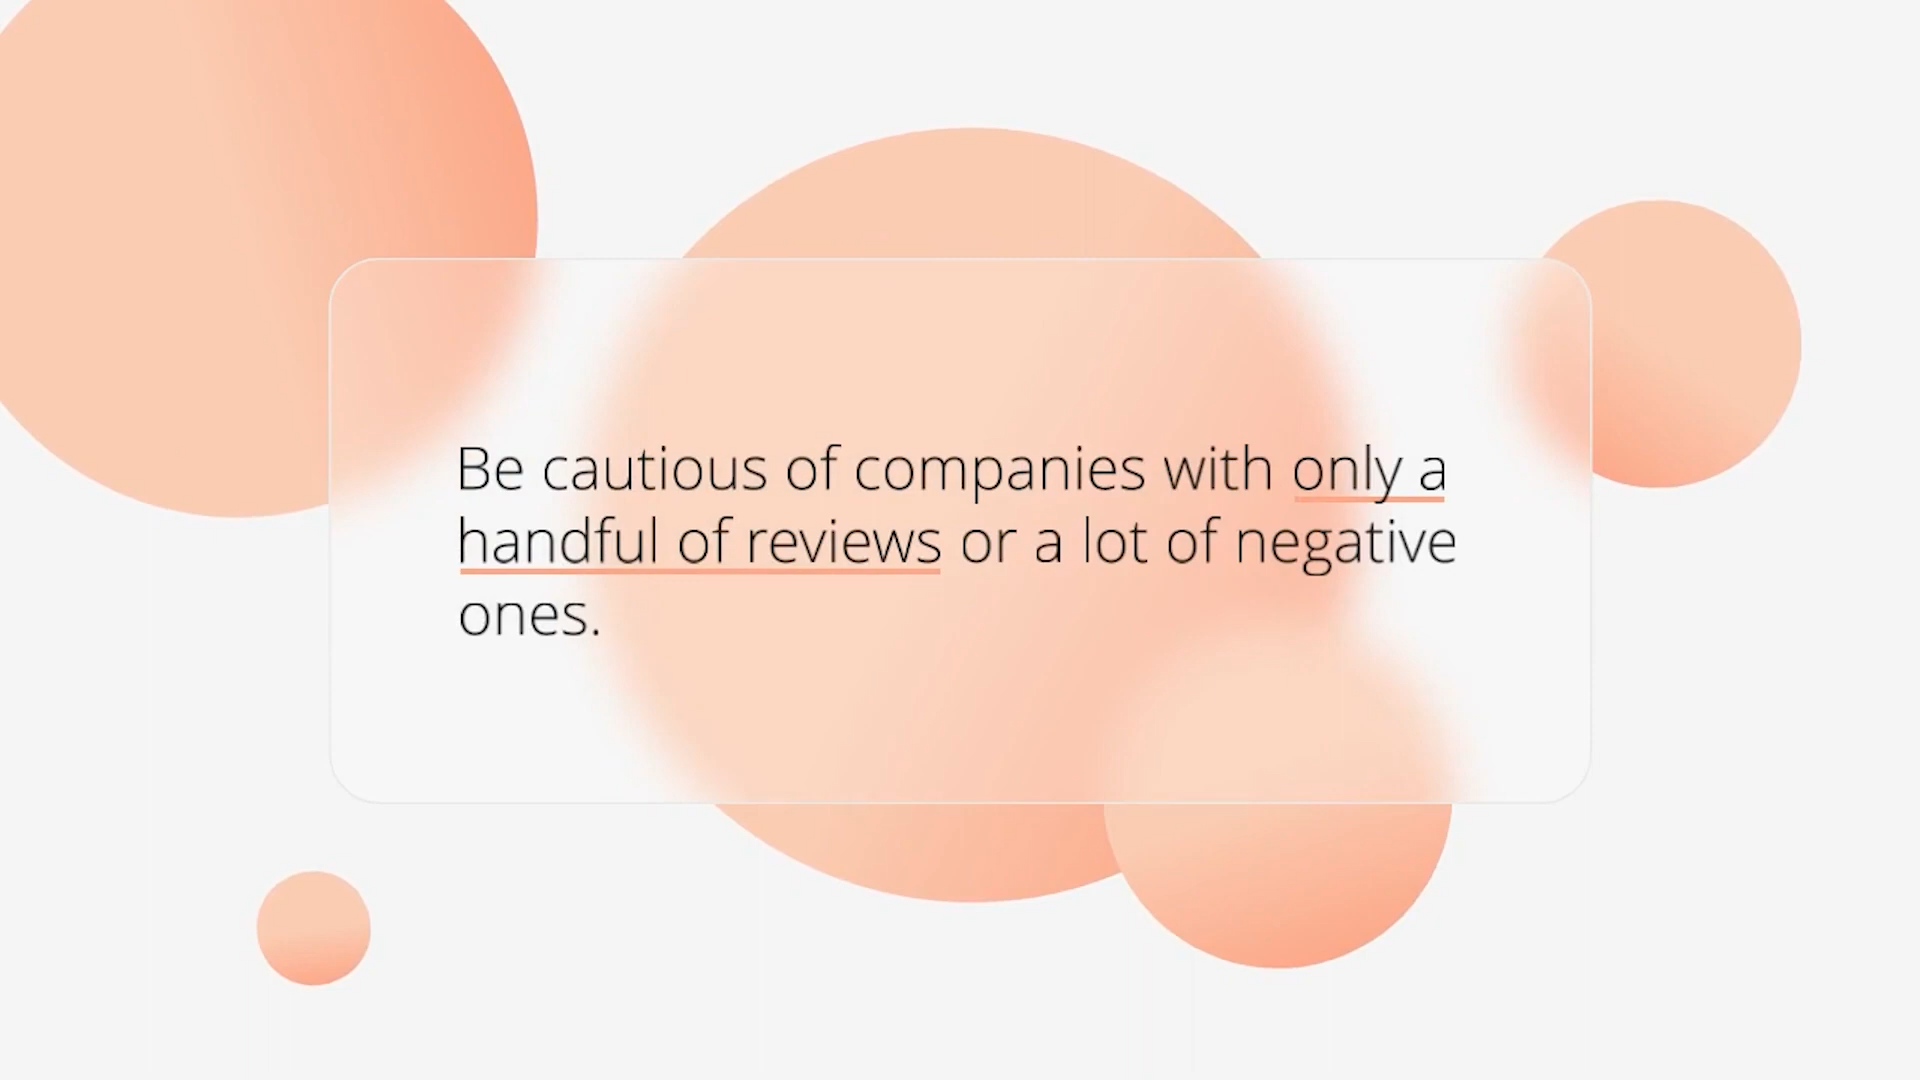 Be cautious of companies with only a
handful of reviews or a lot of negative
ones.